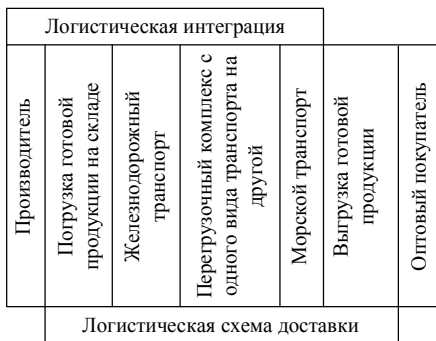 Логистическая интеграция
Производитель
Погрузка готовой
продукции на складе
Железнодорожный
транспорт
Перегрузочный комплекс с
одного вида транспорта на
другой
Морской транспорт
Выгрузка готовой
продукции
Оптовый покупатель
Логистическая схема доставки